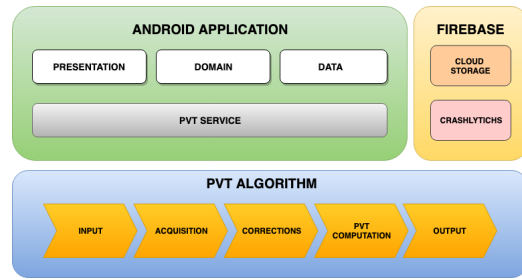 ANDROID APPLICATION
PRESENTATION
DOMAIN
DATA
PVT SERVICE
FIREBASE
CLOUD
STORAGE
CRASHLYTICHS
PVT ALGORITHM
INPUT
ACQUISITION
CORRECTIONS
PVT
COMPUTATION
OUTPUT